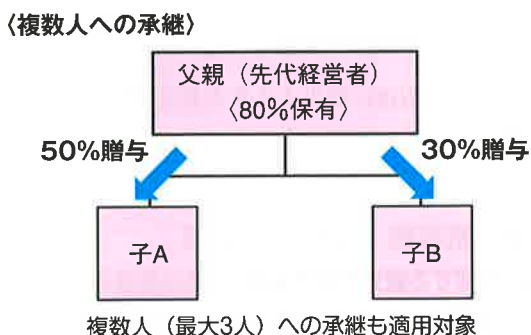 〈複数人への承継〉
父親（先代経営者）
〈80％保有〉
50％贈与
30％贈与
子A
子B
複数人（最大3人）への承継も適用対象